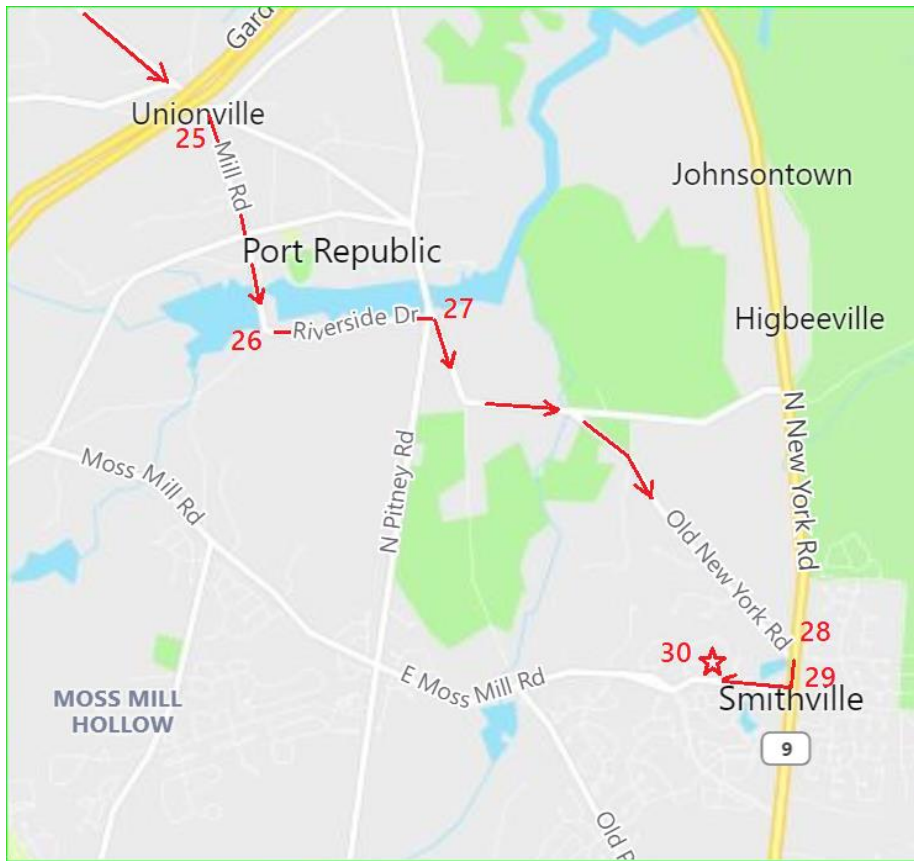 Gard
Unionville
25
Mill Rd
Johnsontown
Port Republic
27
Riverside Dr
26
Higbeeville
N New York Rd
Moss Mill Rd
N Pitney Rd
Old New York Rd
28
30
E Moss Mill Rd
29
Smithville
MOSS MILL
HOLLOW
9
Old P